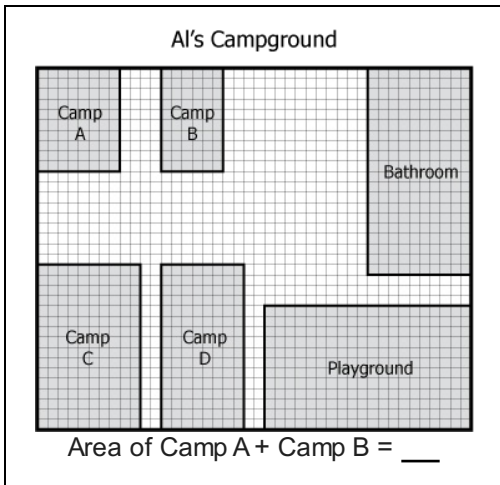 Al's Campground
Camp
A
Camp
B
Bathroom
Camp
C
Camp
D
Playground
Area of Camp A + Camp B = __